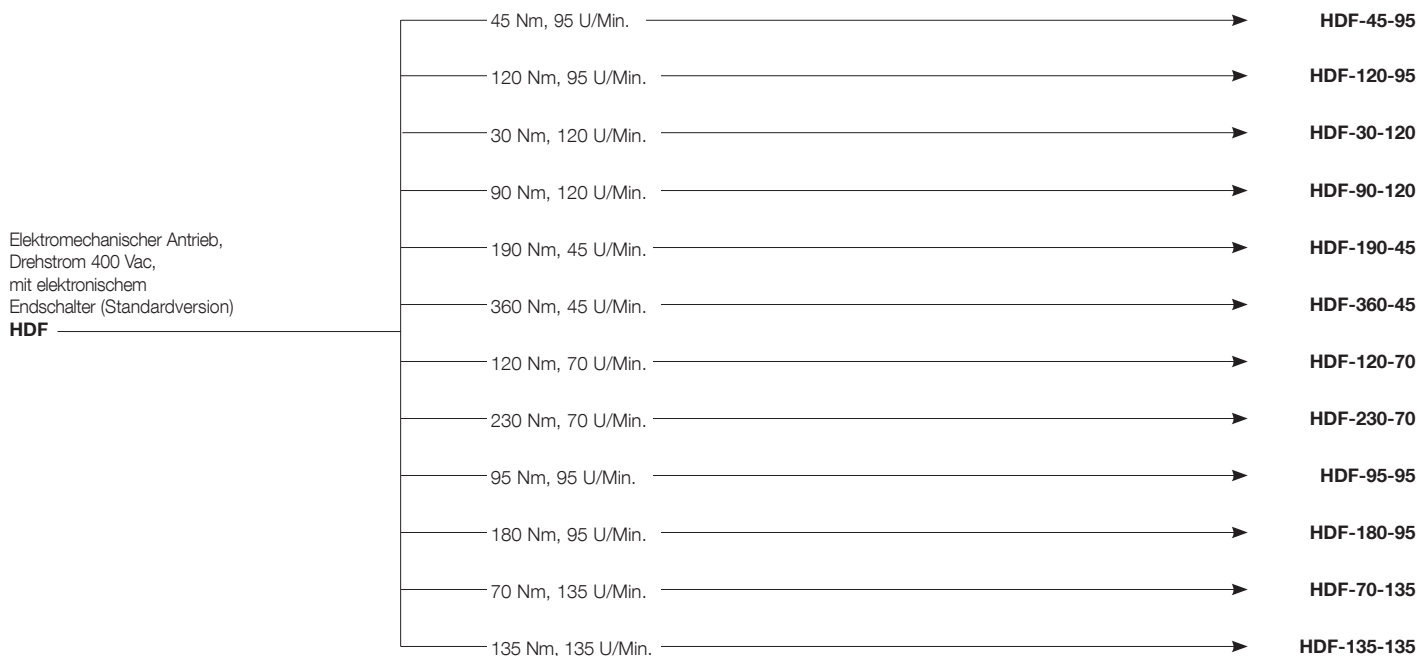 45 Nm, 95 U/Min. HDF-45-95
120 Nm, 95 U/Min. HDF-120-95
30 Nm, 120 U/Min. HDF-30-120
90 Nm, 120 U/Min. HDF-90-120
Elektromechanischer Antrieb,
Drehstrom 400 Vac,
mit elektronischem
Endschalter (Standardversion)
HDF
190 Nm, 45 U/Min. HDF-190-45
360 Nm, 45 U/Min. HDF-360-45
120 Nm, 70 U/Min. HDF-120-70
230 Nm, 70 U/Min. HDF-230-70
95 Nm, 95 U/Min. HDF-95-95
180 Nm, 95 U/Min. HDF-180-95
70 Nm, 135 U/Min. HDF-70-135
135 Nm, 135 U/Min. HDF-135-135